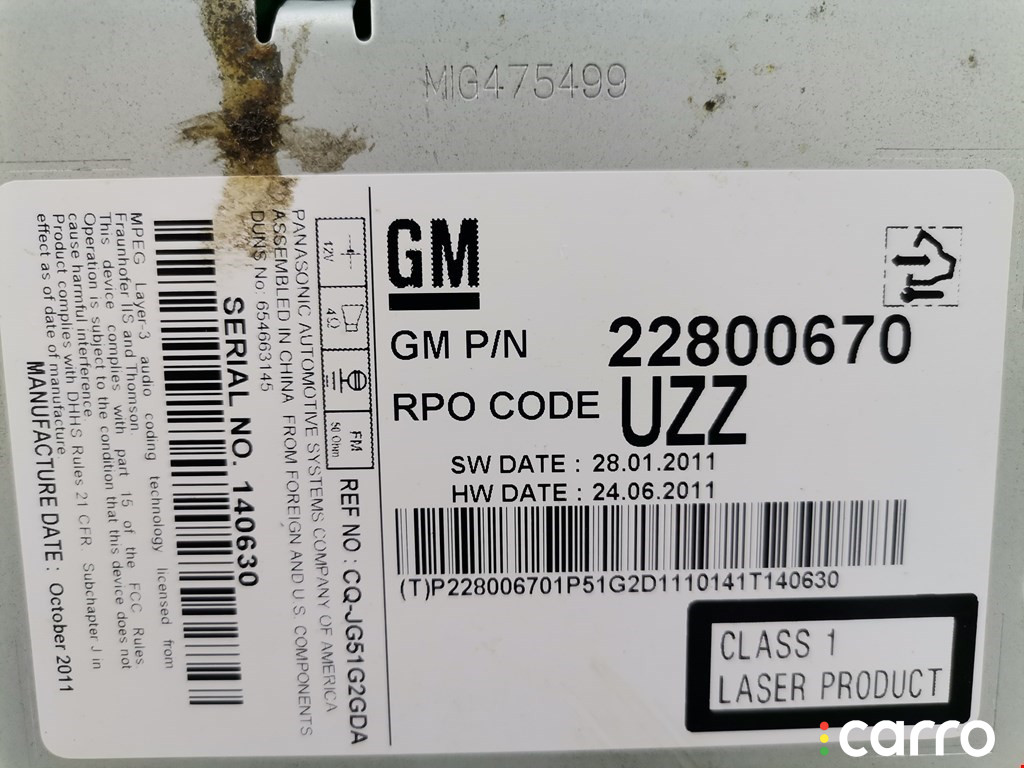 MIG475499
GM
GM P/N 22800670
RPO CODE UZZ
SW DATE : 28.01.2011
HW DATE : 24.06.2011
(T)P228006701P51G2D1110141T140630
CLASS 1
LASER PRODUCT
12V
4Ω
FM
50 Ohm
REF NO : CQ-JG51G2GDA
PANASONIC AUTOMOTIVE SYSTEMS COMPANY OF AMERICA
ASSEMBLED IN CHINA FROM FOREIGN AND U.S. COMPONENTS
DUNS No: 654663145
SERIAL NO. 140630
MPEG Layer-3 audio coding technology licensed from
Fraunhofer IIS and Thomson.
This device complies with part 15 of the FCC Rules
Operation is subject to the condition that this device does not
cause harmful interference.
Product complies with DHHS Rules 21 CFR Subchapter J in
effect as of date of manufacture.
MANUFACTURE DATE : October 2011
carro